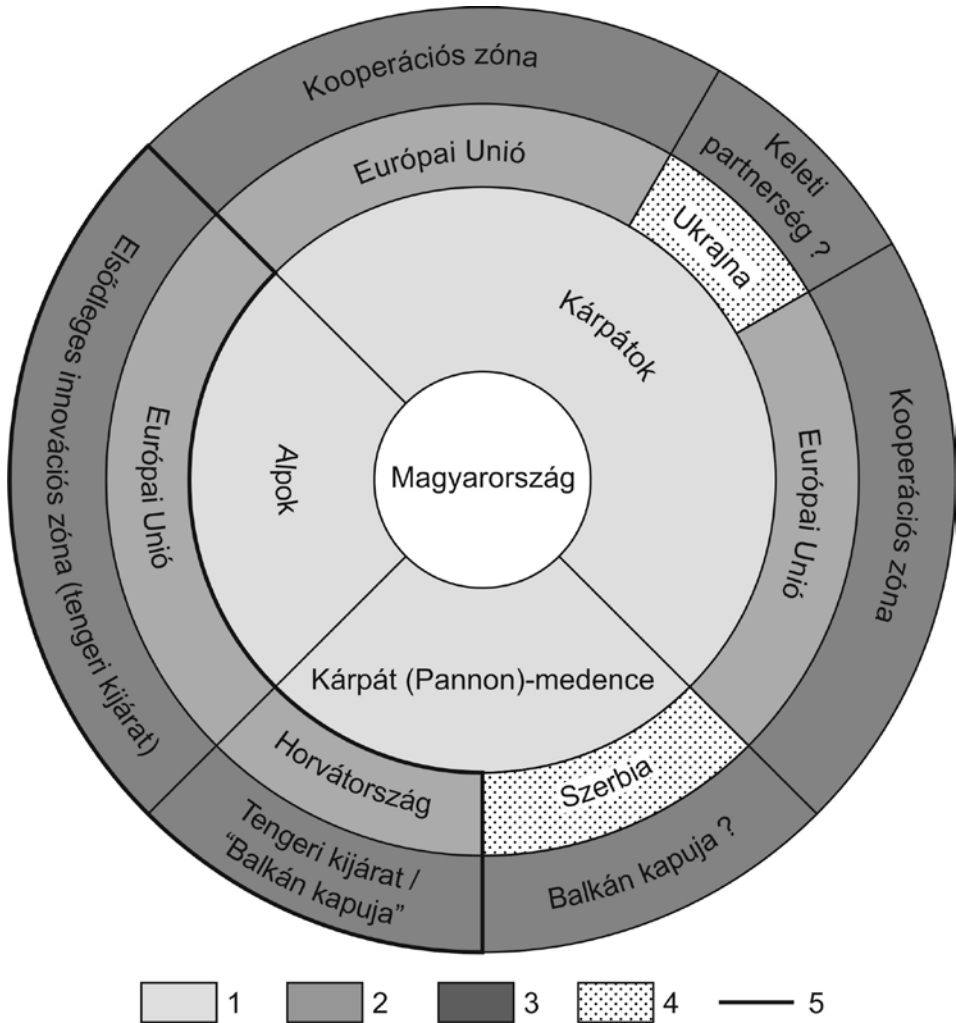 Kooperációs zóna
Európai Unió
Keleti
partnerség ?
Ukrajna
Kárpátok
Elsődleges innovációs zóna (tengeri kijárat)
Európai Unió
Alpok
Magyarország
Európai Unió
Kooperációs zóna
Kárpát (Pannon)-medence
Horvátország
Szerbia
Tengeri kijárat /
"Balkán kapuja"
Balkán kapuja ?
1 2 3 4 5